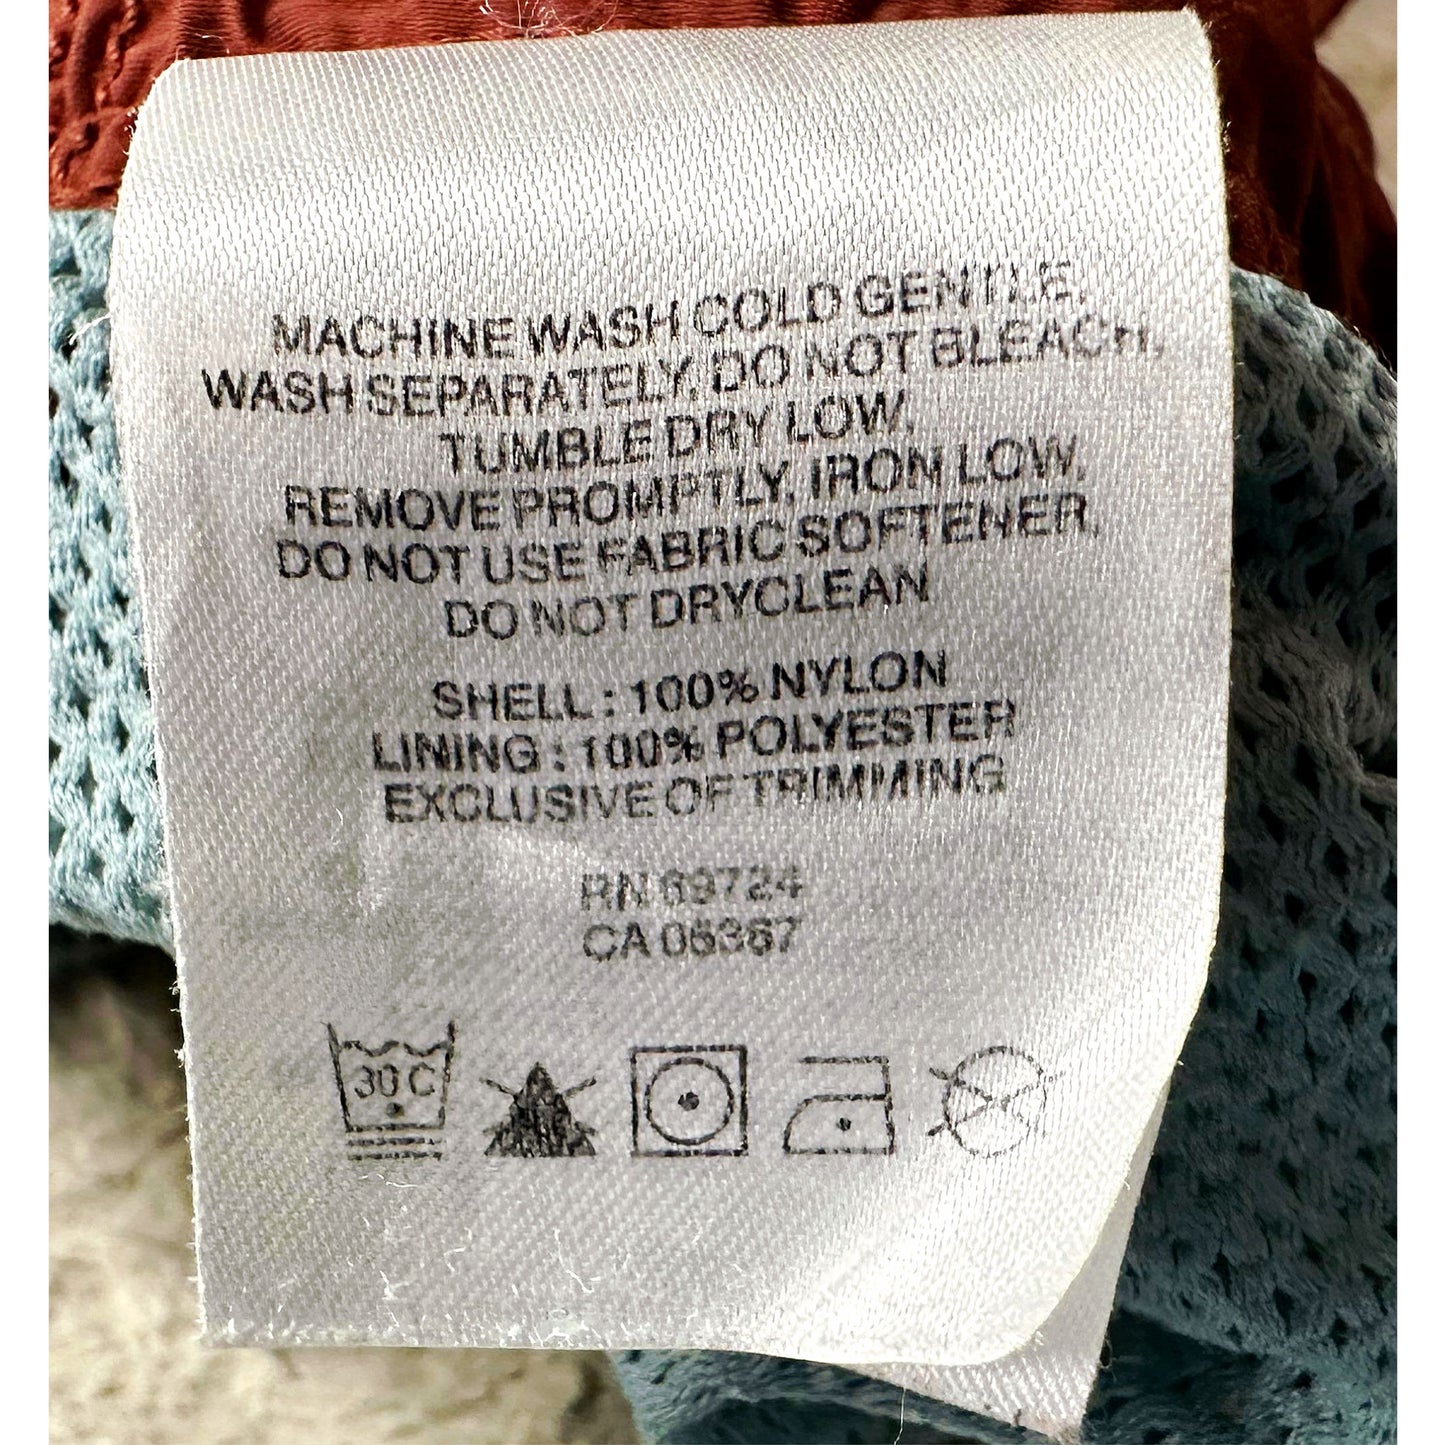 MACHINE WASH COLD GENTLE,
WASH SEPARATELY, DO NOT BLEACH,
TUMBLE DRY LOW,
REMOVE PROMPTLY, IRON LOW,
DO NOT USE FABRIC SOFTENER,
DO NOT DRYCLEAN
SHELL : 100% NYLON
LINING : 100% POLYESTER
EXCLUSIVE OF TRIMMING
RN 69724
CA 05367
30 C